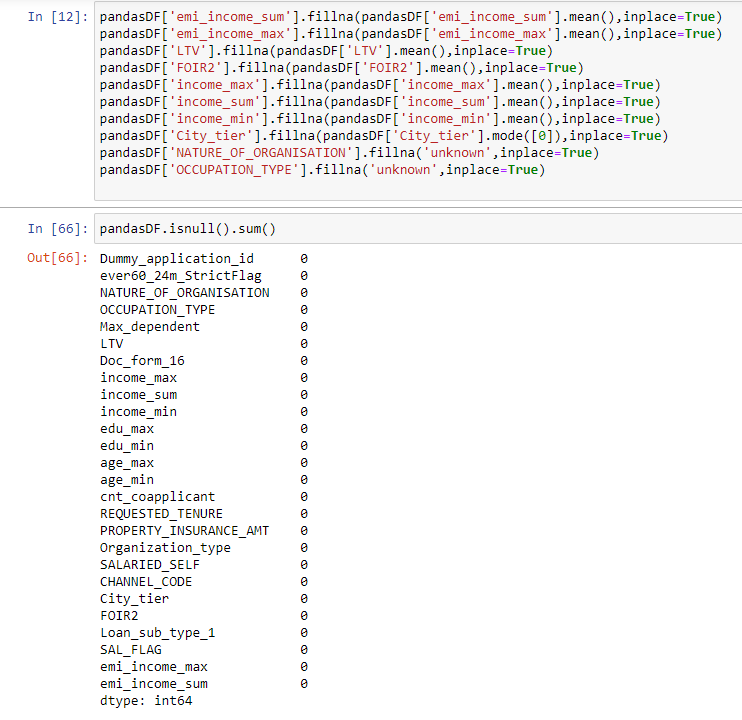 In [12]: pandasDF['emi_income_sum'].fillna(pandasDF['emi_income_sum'].mean(),inplace=True)
pandasDF['emi_income_max'].fillna(pandasDF['emi_income_max'].mean(),inplace=True)
pandasDF['LTV'].fillna(pandasDF['LTV'].mean(),inplace=True)
pandasDF['FOIR2'].fillna(pandasDF['FOIR2'].mean(),inplace=True)
pandasDF['income_max'].fillna(pandasDF['income_max'].mean(),inplace=True)
pandasDF['income_sum'].fillna(pandasDF['income_sum'].mean(),inplace=True)
pandasDF['income_min'].fillna(pandasDF['income_min'].mean(),inplace=True)
pandasDF['City_tier'].fillna(pandasDF['City_tier'].mode([0]),inplace=True)
pandasDF['NATURE_OF_ORGANISATION'].fillna('unknown',inplace=True)
pandasDF['OCCUPATION_TYPE'].fillna('unknown',inplace=True)
In [66]: pandasDF.isnull().sum()
Out[66]: Dummy_application_id 0
ever60_24m_StrictFlag 0
NATURE_OF_ORGANISATION 0
OCCUPATION_TYPE 0
Max_dependent 0
LTV 0
Doc_form_16 0
income_max 0
income_sum 0
income_min 0
edu_max 0
edu_min 0
age_max 0
age_min 0
cnt_coapplicant 0
REQUESTED_TENURE 0
PROPERTY_INSURANCE_AMT 0
Organization_type 0
SALARIED_SELF 0
CHANNEL_CODE 0
City_tier 0
FOIR2 0
Loan_sub_type_1 0
SAL_FLAG 0
emi_income_max 0
emi_income_sum 0
dtype: int64